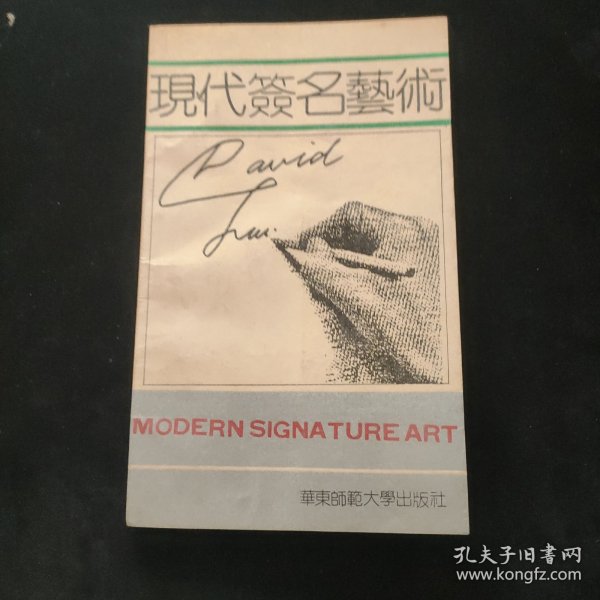 現代簽名藝術
David
MODERN SIGNATURE ART
華東師範大學出版社
孔夫子旧书网
www.kongfz.com